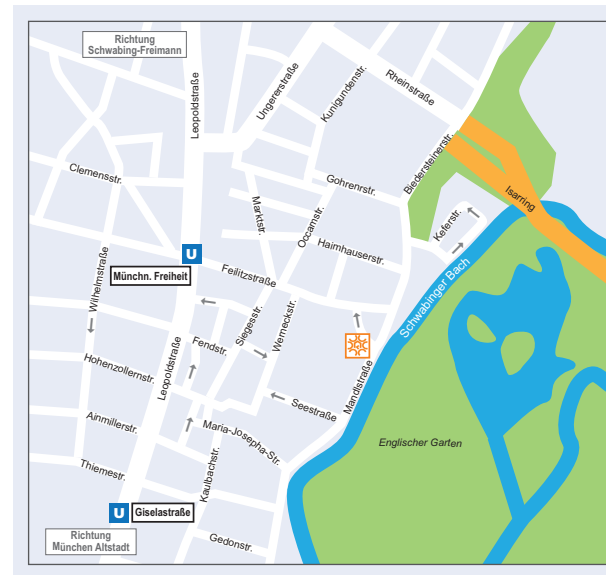 Richtung
Schwabing-Freimann
Leopoldstraße
Ungererstraße
Kunigundenstr.
Rheinstraße
Clemensstr.
Gohrenrstr.
Biedersteinerstr.
Isarring
Marktstr.
Occamstr.
Keferstr.
Haimhauserstr.
U
Münchn. Freiheit
Feilitzstraße
Schwabinger Bach
Wilhelmstraße
Siegesstr.
Werneckstr.
Fendstr.
Leopoldstraße
Hohenzollernstr.
Mandlstraße
Seestraße
Ainmillerstr.
Maria-Josepha-Str.
Englischer Garten
Thiemestr.
Kaulbachstr.
U
Giselastraße
Richtung
München Altstadt
Gedonstr.